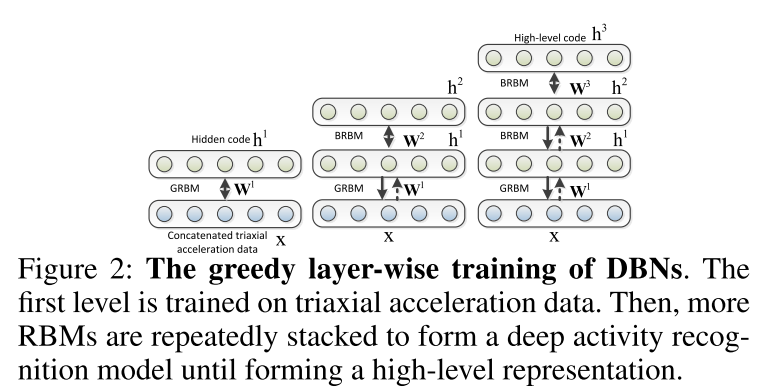 Hidden code h¹
GRBM W¹
Concatenated triaxial
acceleration data x
h²
BRBM W² h¹
GRBM W¹
x
High-level code h³
BRBM W³ h²
BRBM W² h¹
GRBM W¹
x
Figure 2: The greedy layer-wise training of DBNs. The
first level is trained on triaxial acceleration data. Then, more
RBMs are repeatedly stacked to form a deep activity recog-
nition model until forming a high-level representation.